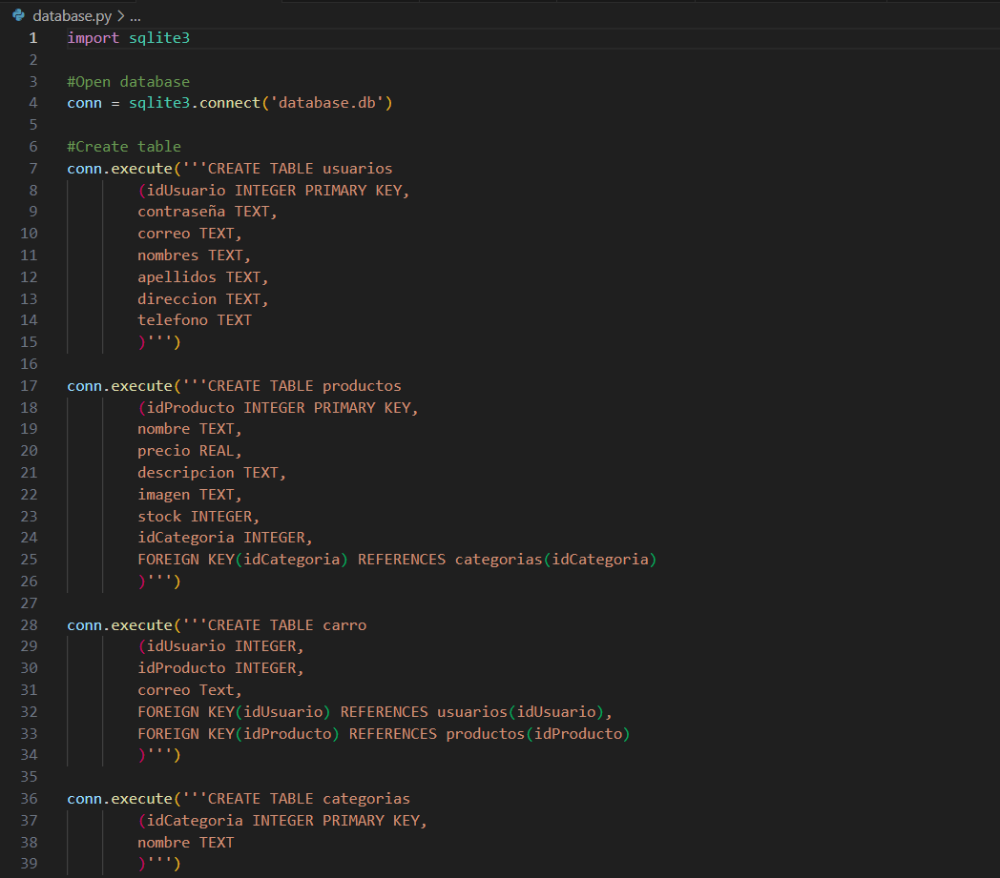 database.py > ...
1 import sqlite3
2
3 #Open database
4 conn = sqlite3.connect('database.db')
5
6 #Create table
7 conn.execute('''CREATE TABLE usuarios
8 (idUsuario INTEGER PRIMARY KEY,
9 contraseña TEXT,
10 correo TEXT,
11 nombres TEXT,
12 apellidos TEXT,
13 direccion TEXT,
14 telefono TEXT
15 )''')
16
17 conn.execute('''CREATE TABLE productos
18 (idProducto INTEGER PRIMARY KEY,
19 nombre TEXT,
20 precio REAL,
21 descripcion TEXT,
22 imagen TEXT,
23 stock INTEGER,
24 idCategoria INTEGER,
25 FOREIGN KEY(idCategoria) REFERENCES categorias(idCategoria)
26 )''')
27
28 conn.execute('''CREATE TABLE carro
29 (idUsuario INTEGER,
30 idProducto INTEGER,
31 correo Text,
32 FOREIGN KEY(idUsuario) REFERENCES usuarios(idUsuario),
33 FOREIGN KEY(idProducto) REFERENCES productos(idProducto)
34 )''')
35
36 conn.execute('''CREATE TABLE categorias
37 (idCategoria INTEGER PRIMARY KEY,
38 nombre TEXT
39 )''')